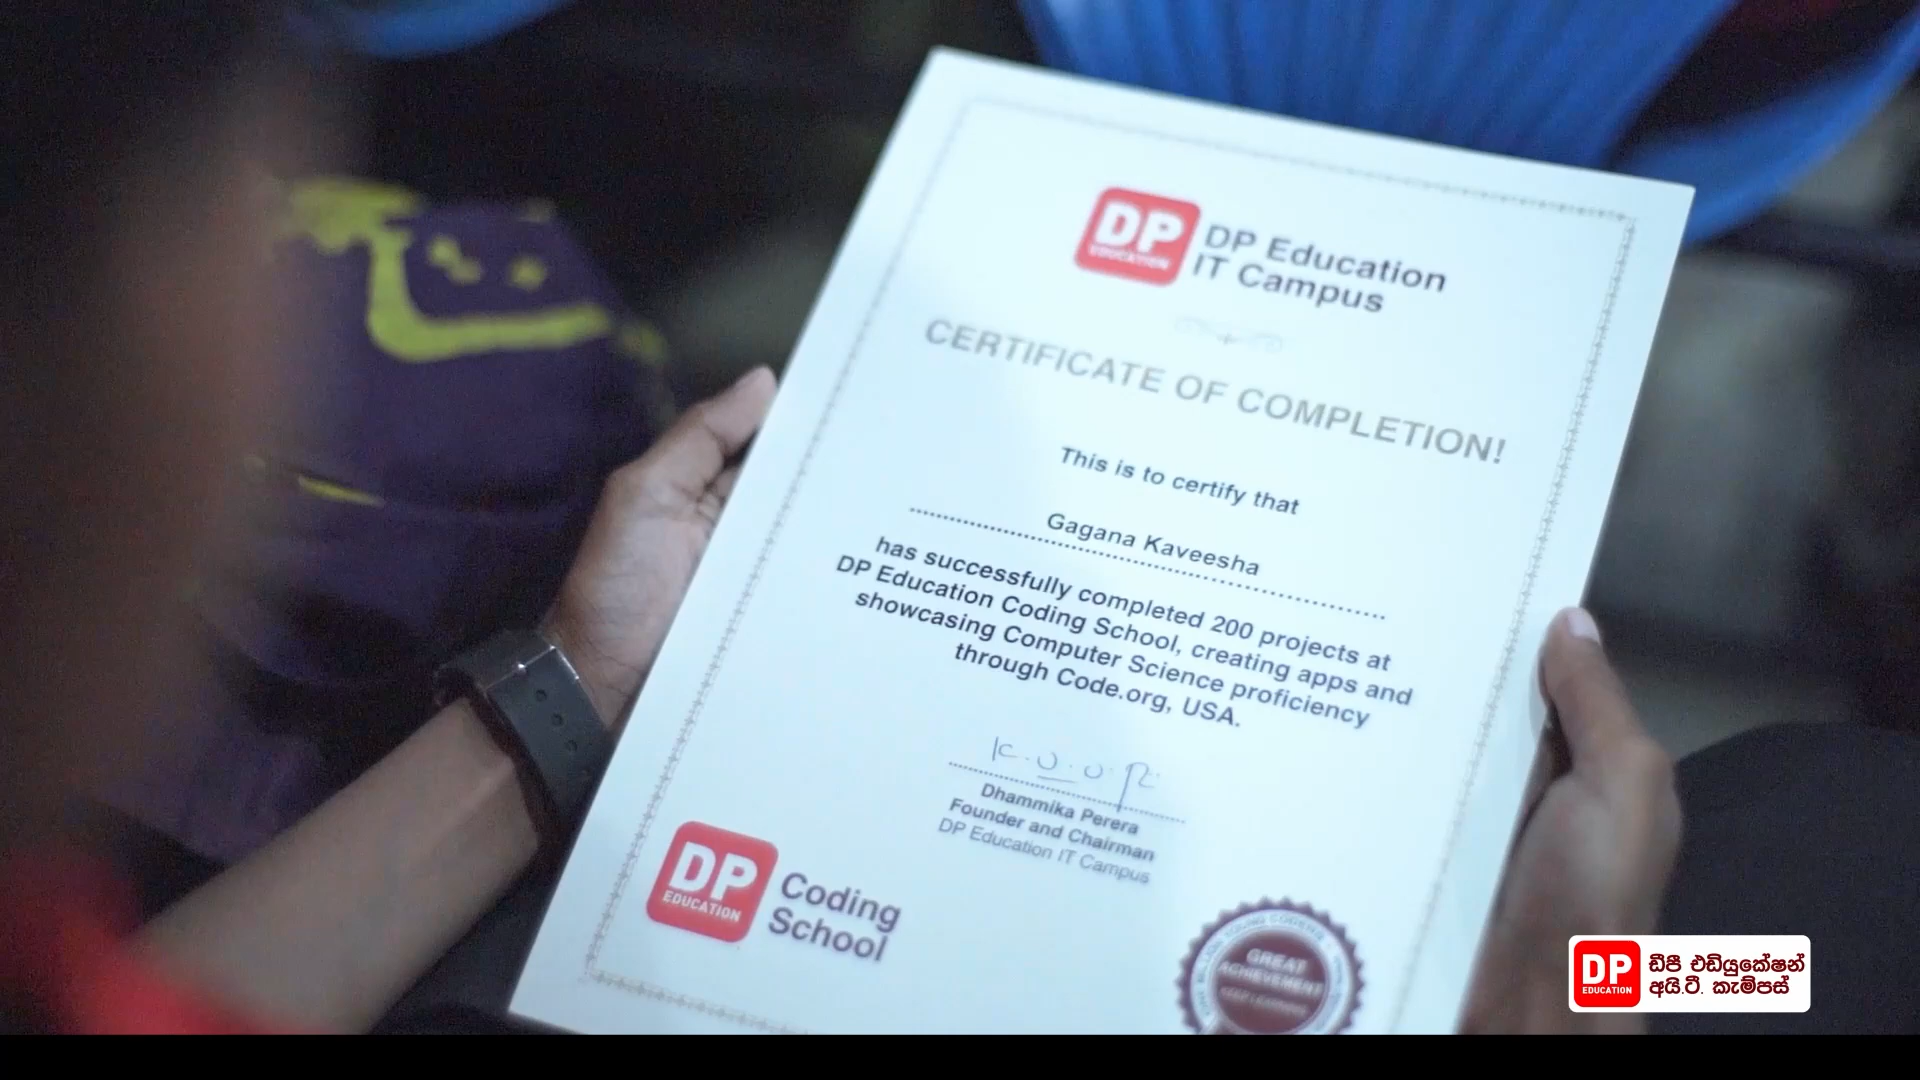 DP
EDUCATION
DP Education
IT Campus
CERTIFICATE OF COMPLETION!
This is to certify that
Gagana Kaveesha
has successfully completed 200 projects at
DP Education Coding School, creating apps and
showcasing Computer Science proficiency
through Code.org, USA.
Dhammika Perera
Founder and Chairman
DP Education IT Campus
DP
EDUCATION
Coding
School
GREAT
ACHIEVEMENT
DP
EDUCATION
ඩීපී එඩියුකේෂන්
අයි.ටී. කැම්පස්